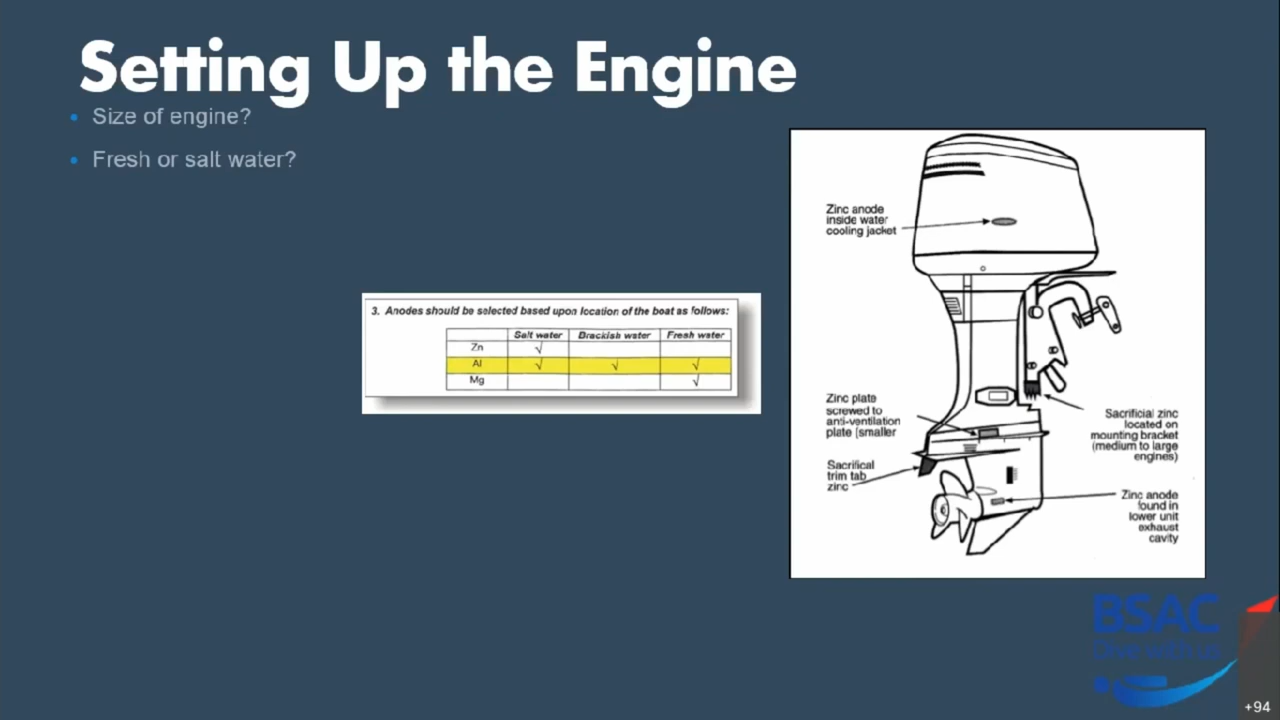 Setting Up the Engine
• Size of engine?
• Fresh or salt water?
3. Anodes should be selected based upon location of the boat as follows:
Salt water Brackish water Fresh water
Zn √
Al √ √ √
Mg √
Zinc anode
inside water
cooling jacket
Zinc plate
screwed to
anti-ventilation
plate (smaller
Sacrifical
trim tab
zinc
Sacrificial zinc
located on
mounting bracket
(medium to large
engines)
Zinc anode
found in
lower unit
exhaust
cavity
BSAC
Dive with us
+94